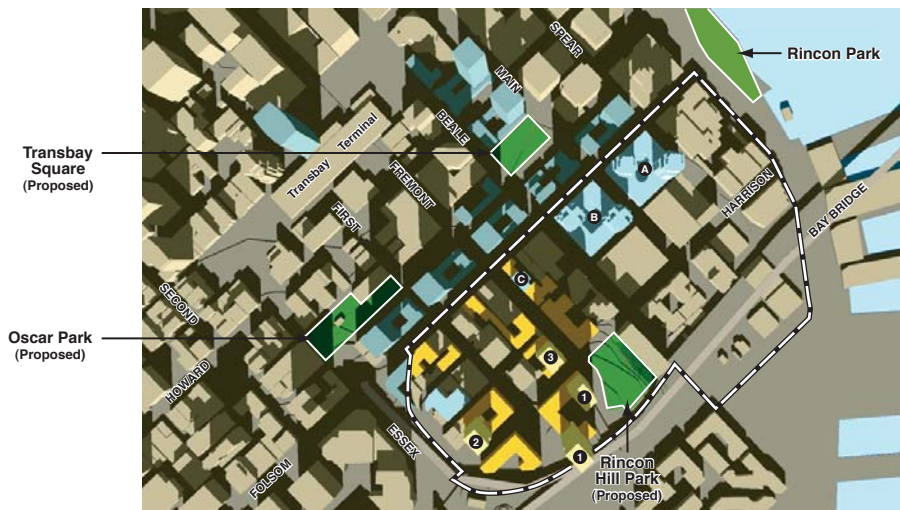 Rincon Park
SPEAR
MAIN
BEALE
Transbay Terminal
FREMONT
FIRST
Transbay
Square
(Proposed)
A
B
HARRISON
BAY BRIDGE
C
SECOND
Oscar Park
(Proposed)
HOWARD
3
1
2
ESSEX
1
FOLSOM
Rincon
Hill Park
(Proposed)